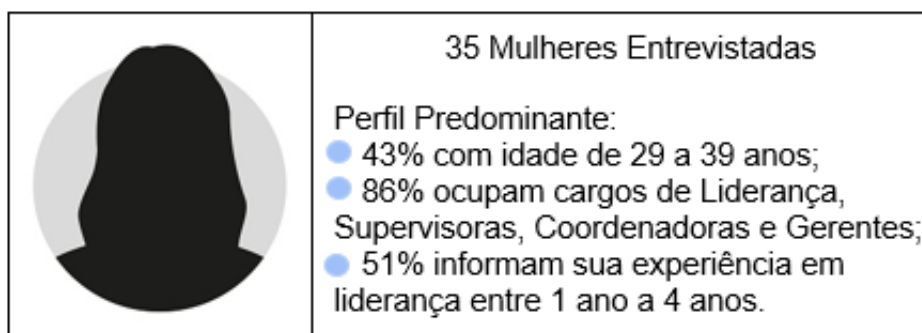 35 Mulheres Entrevistadas
Perfil Predominante:
43% com idade de 29 a 39 anos;
86% ocupam cargos de Liderança,
Supervisoras, Coordenadoras e Gerentes;
51% informam sua experiência em
liderança entre 1 ano a 4 anos.